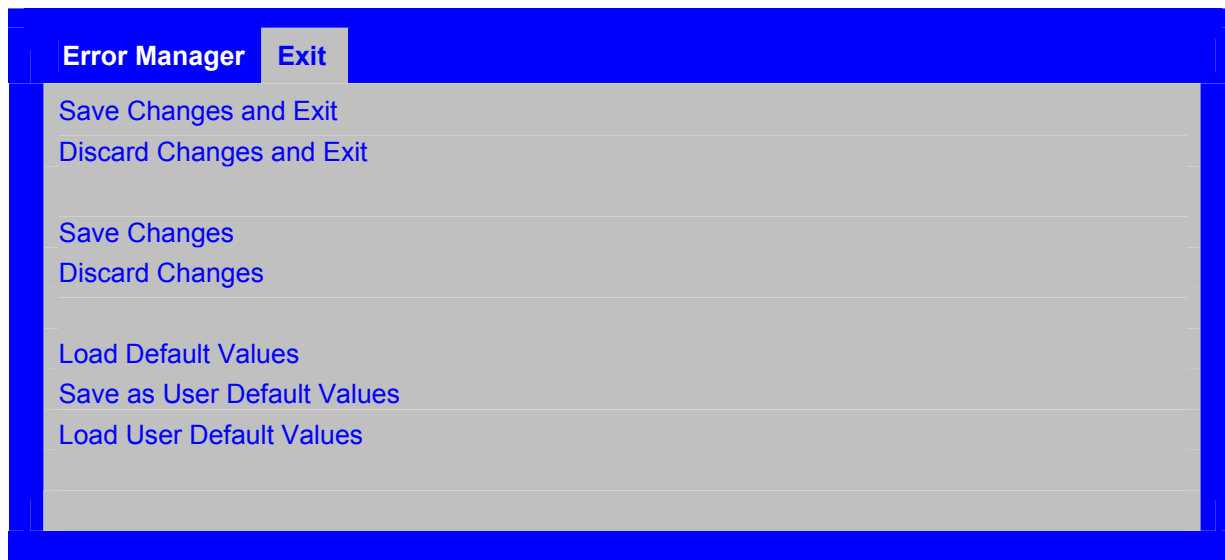 Error Manager Exit
Save Changes and Exit
Discard Changes and Exit
Save Changes
Discard Changes
Load Default Values
Save as User Default Values
Load User Default Values